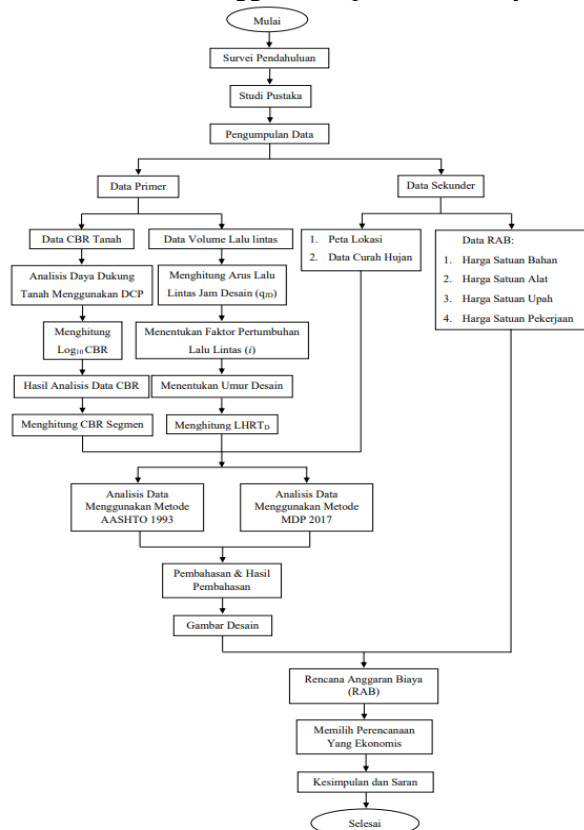 Mulai
Survei Pendahuluan
Studi Pustaka
Pengumpulan Data
Data Primer
Data Sekunder
Data CBR Tanah
Data Volume Lalu lintas
1. Peta Lokasi
2. Data Curah Hujan
Data RAB:
1. Harga Satuan Bahan
2. Harga Satuan Alat
3. Harga Satuan Upah
4. Harga Satuan Pekerjaan
Analisis Daya Dukung
Tanah Menggunakan DCP
Menghitung Arus Lalu
Lintas Jam Desain (qJD)
Menghitung
Log10 CBR
Menentukan Faktor Pertumbuhan
Lalu Lintas (i)
Hasil Analisis Data CBR
Menentukan Umur Desain
Menghitung CBR Segmen
Menghitung LHRTD
Analisis Data
Menggunakan Metode
AASHTO 1993
Analisis Data
Menggunakan Metode
MDP 2017
Pembahasan & Hasil
Pembahasan
Gambar Desain
Rencana Anggaran Biaya
(RAB)
Memilih Perencanaan
Yang Ekonomis
Kesimpulan dan Saran
Selesai